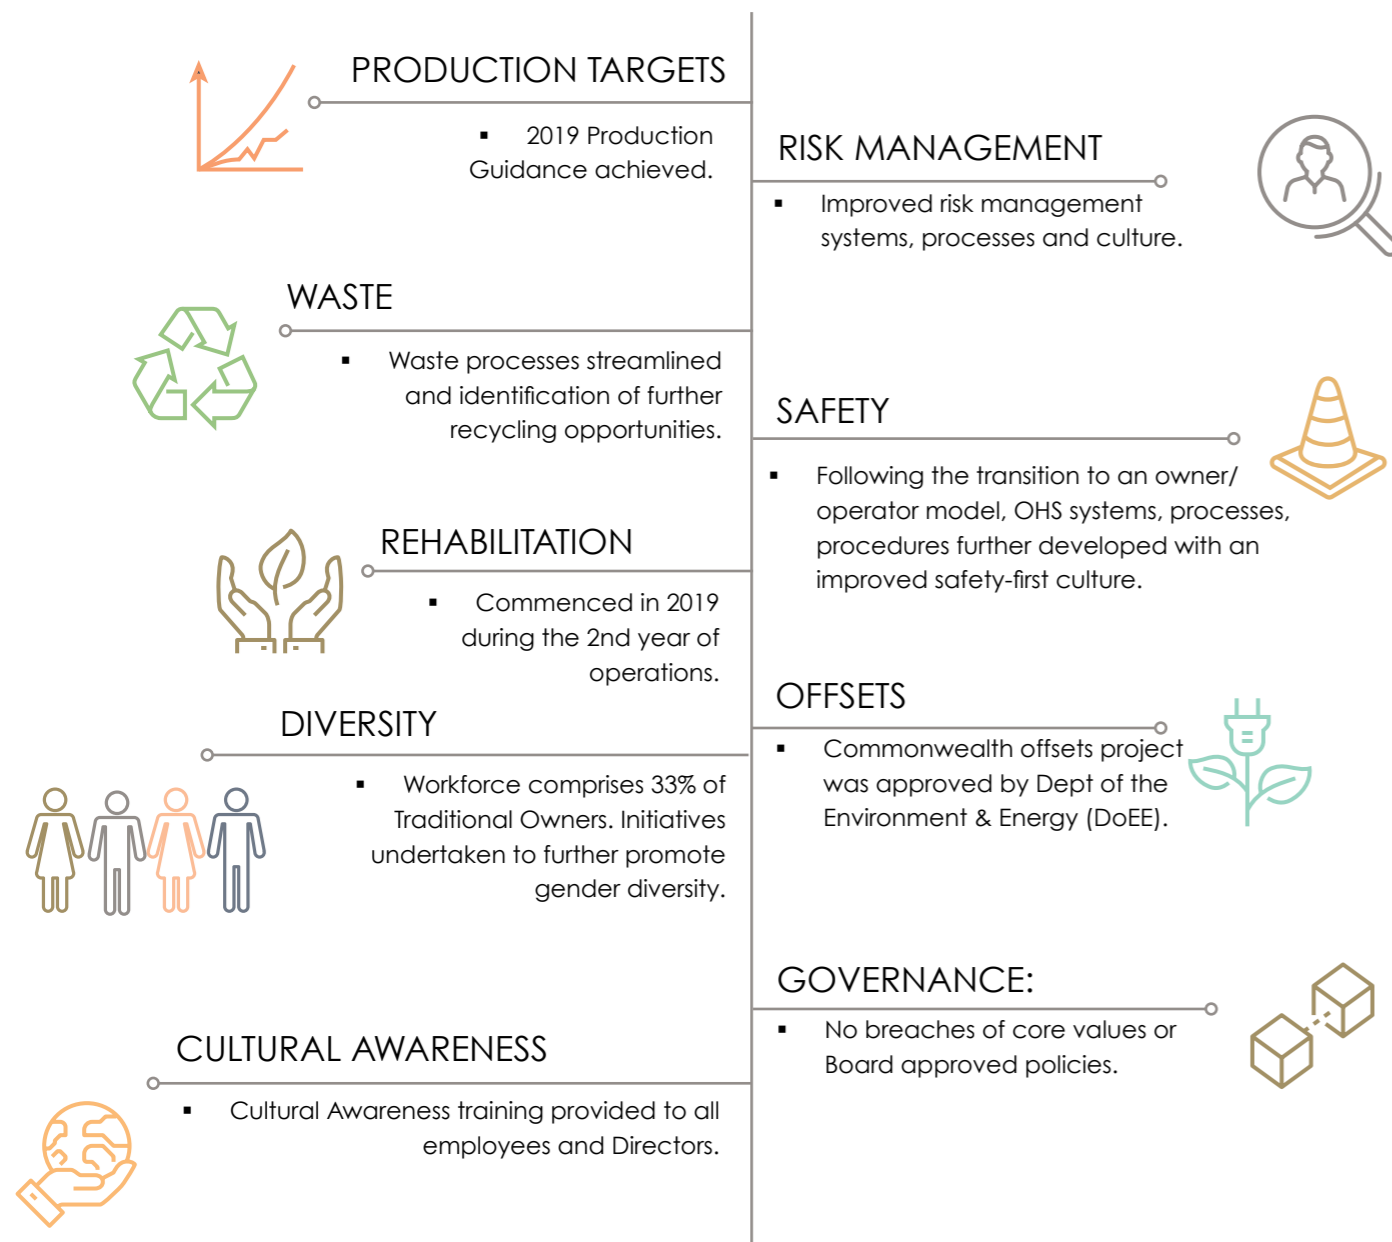 PRODUCTION TARGETS
▪ 2019 Production
Guidance achieved.
RISK MANAGEMENT
▪ Improved risk management
systems, processes and culture.
WASTE
▪ Waste processes streamlined
and identification of further
recycling opportunities.
SAFETY
▪ Following the transition to an owner/
operator model, OHS systems, processes,
procedures further developed with an
improved safety-first culture.
REHABILITATION
▪ Commenced in 2019
during the 2nd year of
operations.
OFFSETS
▪ Commonwealth offsets project
was approved by Dept of the
Environment & Energy (DoEE).
DIVERSITY
▪ Workforce comprises 33% of
Traditional Owners. Initiatives
undertaken to further promote
gender diversity.
GOVERNANCE:
▪ No breaches of core values or
Board approved policies.
CULTURAL AWARENESS
▪ Cultural Awareness training provided to all
employees and Directors.